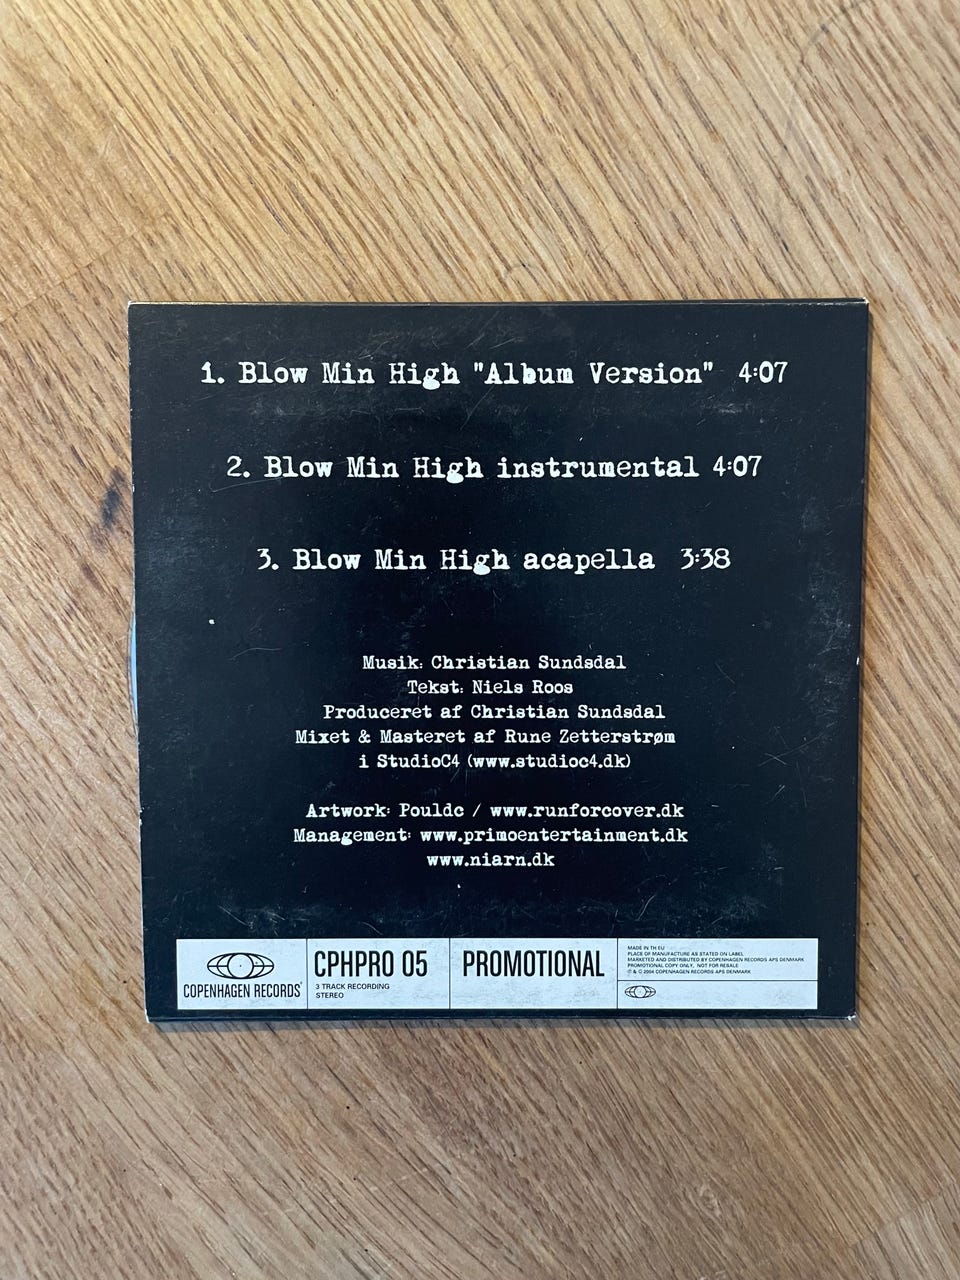 1. Blow Min High "Album Version" 4:07
2. Blow Min High instrumental 4:07
3. Blow Min High acapella 3:38
Musik: Christian Sundsdal
Tekst: Niels Roos
Produceret af Christian Sundsdal
Mixet & Masteret af Rune Zetterstrøm
i StudioC4 (www.studioc4.dk)
Artwork: Pouldc / www.runforcover.dk
Management: www.primoentertainment.dk
www.niarn.dk
COPENHAGEN RECORDS
CPHPRO 05
3 TRACK RECORDING
STEREO
PROMOTIONAL
MADE IN TH EU
PLACE OF MANUFACTURE AS STATED ON LABEL
MARKETED AND DISTRIBUTED BY COPENHAGEN RECORDS APS DENMARK
PROMOTIONAL COPY ONLY, NOT FOR RESALE
℗ & © 2004 COPENHAGEN RECORDS APS DENMARK